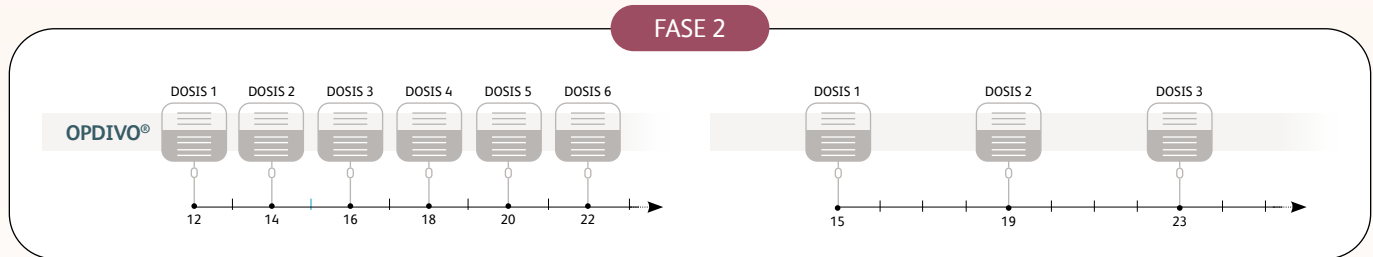 FASE 2
DOSIS 1 DOSIS 2 DOSIS 3 DOSIS 4 DOSIS 5 DOSIS 6 DOSIS 1 DOSIS 2 DOSIS 3
OPDIVO®
12 14 16 18 20 22 15 19 23